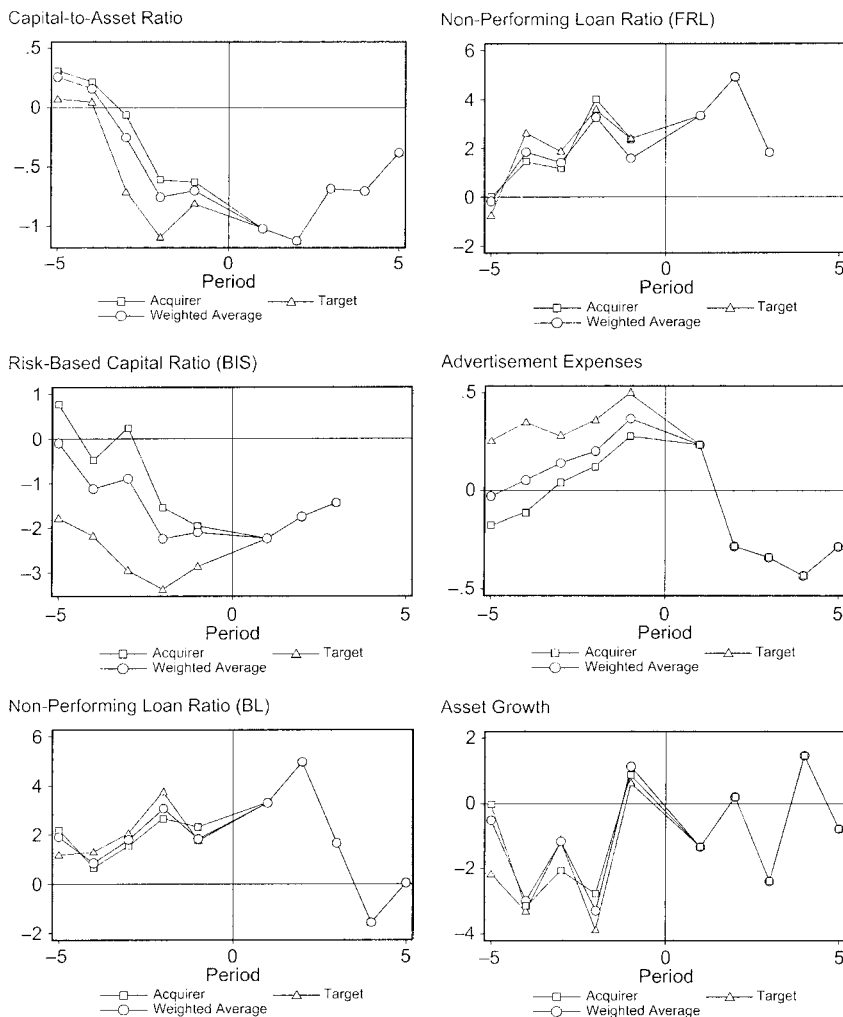 Capital-to-Asset Ratio
.5
0
−.5
−1
−5
0
5
Period
Acquirer
Target
Weighted Average
Non-Performing Loan Ratio (FRL)
6
4
2
0
−2
−5
0
5
Period
Acquirer
Target
Weighted Average
Risk-Based Capital Ratio (BIS)
1
0
−1
−2
−3
−5
0
5
Period
Acquirer
Target
Weighted Average
Advertisement Expenses
.5
0
−.5
−5
0
5
Period
Acquirer
Target
Weighted Average
Non-Performing Loan Ratio (BL)
6
4
2
0
−2
−5
0
5
Period
Acquirer
Target
Weighted Average
Asset Growth
2
0
−2
−4
−5
0
5
Period
Acquirer
Target
Weighted Average